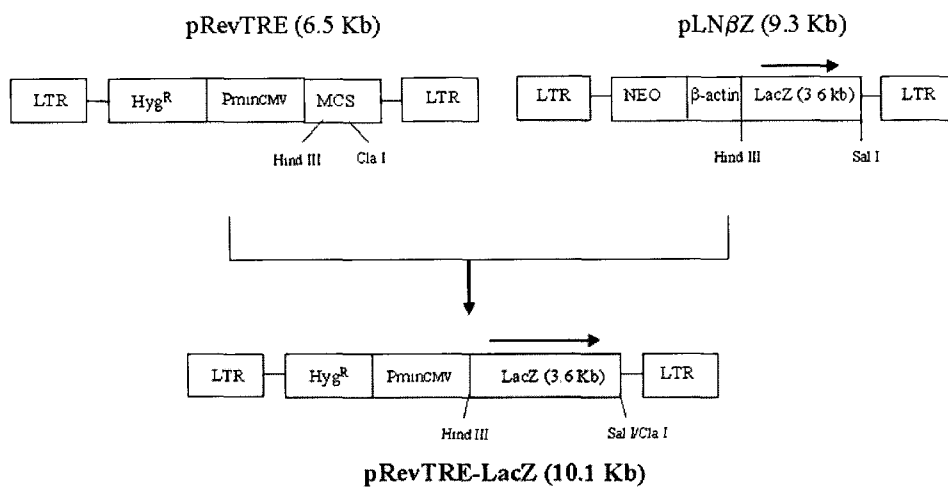 pRevTRE (6.5 Kb)
pLNβZ (9.3 Kb)
LTR Hyg^R PminCMV MCS LTR
LTR NEO β-actin LacZ (3 6 kb) LTR
Hind III Cla I
Hind III Sal I
LTR Hyg^R PminCMV LacZ (3.6 Kb) LTR
Hind III Sal I/Cla I
pRevTRE-LacZ (10.1 Kb)